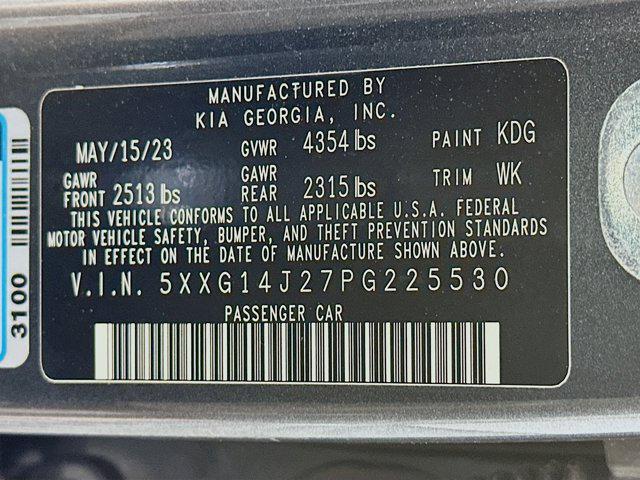 MANUFACTURED BY
KIA GEORGIA, INC.
MAY/15/23 GVWR 4354 lbs PAINT KDG
GAWR FRONT 2513 lbs GAWR REAR 2315 lbs TRIM WK
THIS VEHICLE CONFORMS TO ALL APPLICABLE U.S.A. FEDERAL
MOTOR VEHICLE SAFETY, BUMPER, AND THEFT PREVENTION STANDARDS
IN EFFECT ON THE DATE OF MANUFACTURE SHOWN ABOVE.
V.I.N. 5XXG14J27PG225530
PASSENGER CAR
3100